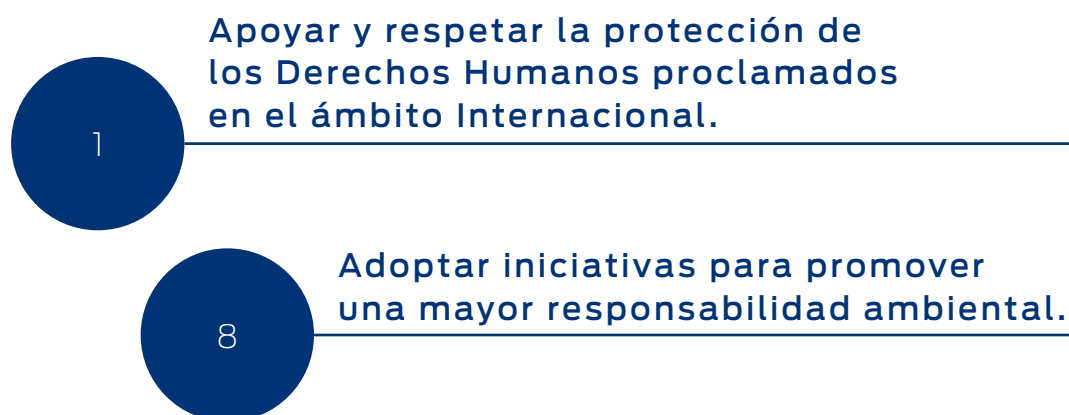 Apoyar y respetar la protección de
los Derechos Humanos proclamados
en el ámbito Internacional.
1
Adoptar iniciativas para promover
una mayor responsabilidad ambiental.
8